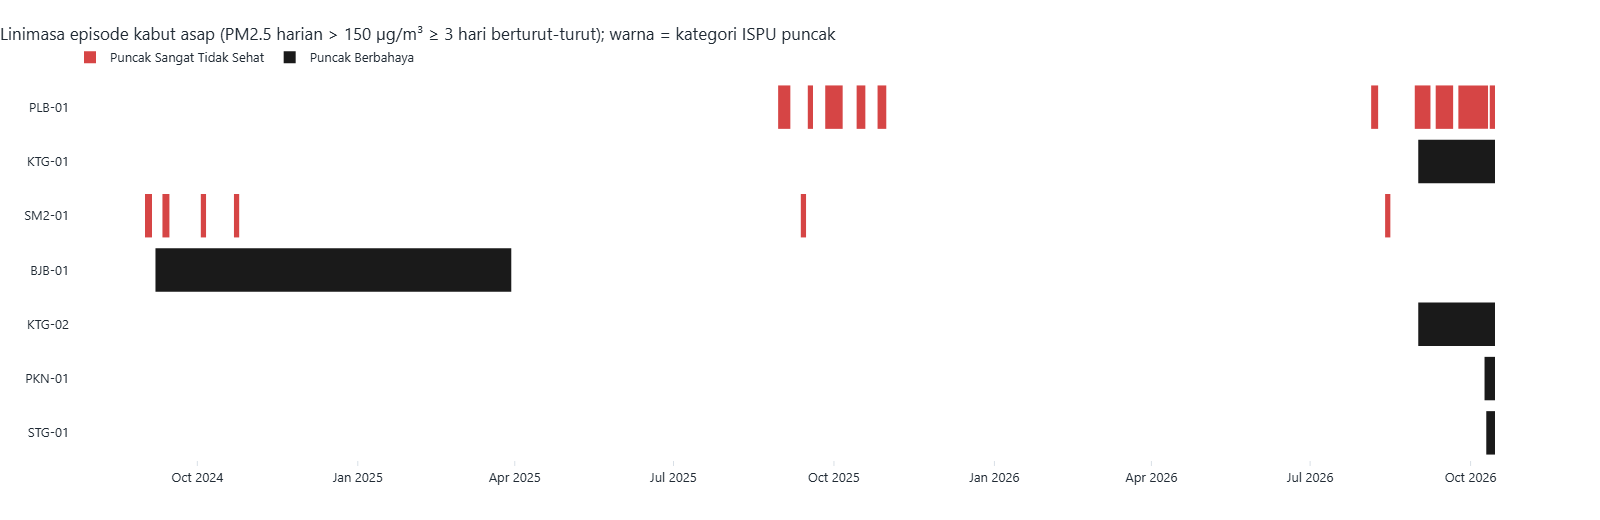 Linimasa episode kabut asap (PM2.5 harian > 150 µg/m³ ≥ 3 hari berturut-turut); warna = kategori ISPU puncak
Puncak Sangat Tidak Sehat Puncak Berbahaya
PLB-01
KTG-01
SM2-01
BJB-01
KTG-02
PKN-01
STG-01
Oct 2024 Jan 2025 Apr 2025 Jul 2025 Oct 2025 Jan 2026 Apr 2026 Jul 2026 Oct 2026